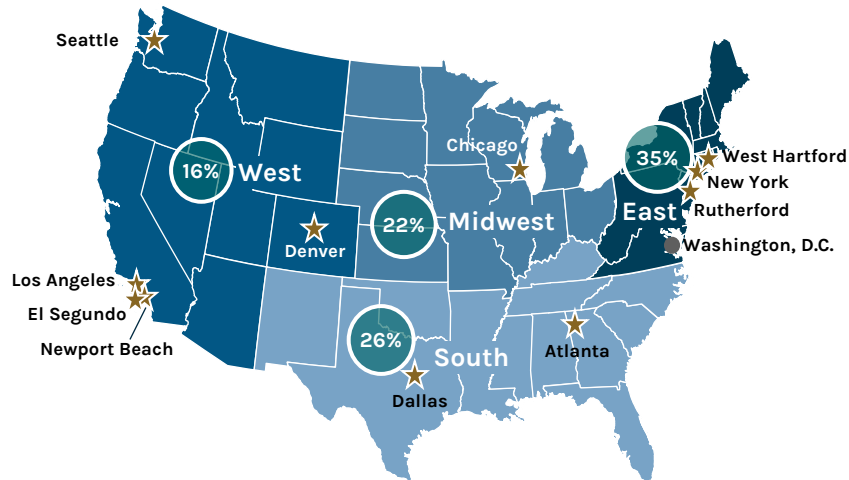 Seattle
Chicago
35%
West Hartford
16%
West
New York
Rutherford
22%
Midwest
East
Denver
Washington, D.C.
Los Angeles
El Segundo
Newport Beach
26%
South
Atlanta
Dallas